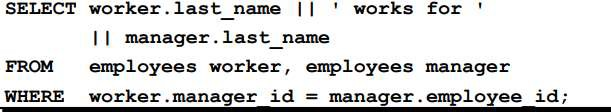 SELECT worker.last_name || ' works for '
|| manager.last_name
FROM employees worker, employees manager
WHERE worker.manager_id = manager.employee_id;